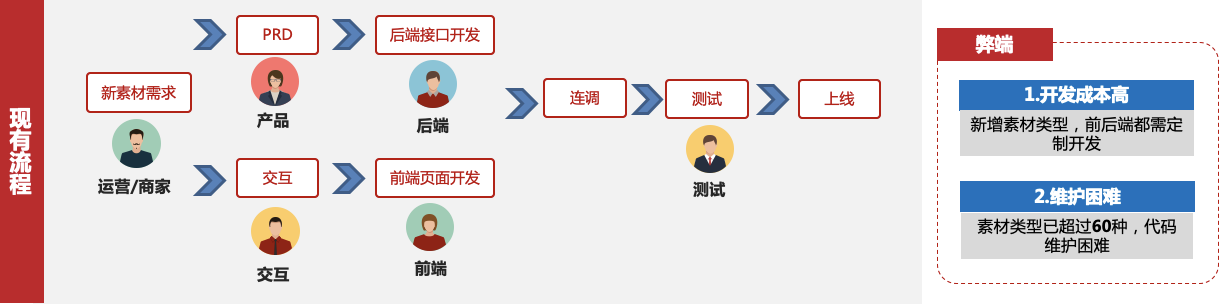 现有流程
新素材需求
运营/商家
PRD
产品
后端接口开发
后端
交互
交互
前端页面开发
前端
连调
测试
测试
上线
弊端
1.开发成本高
新增素材类型，前后端都需定
制开发
2.维护困难
素材类型已超过60种，代码
维护困难